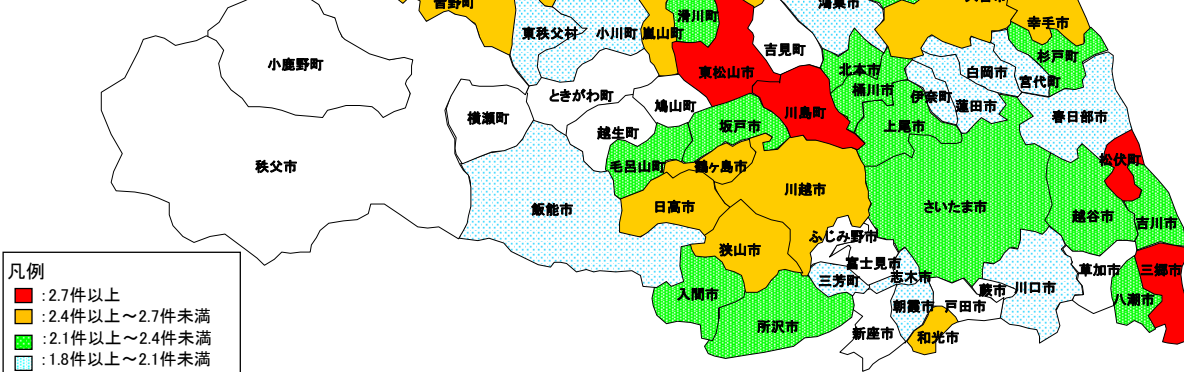 皆野町
鴻巣市
久喜市
幸手市
東秩父村
小川町
嵐山町
滑川町
吉見町
杉戸町
小鹿野町
東松山市
北本市
白岡市
宮代町
桶川市
伊奈町
蓮田市
ときがわ町
鳩山町
川島町
春日部市
横瀬町
越生町
坂戸市
上尾市
秩父市
毛呂山町
鶴ヶ島市
松伏町
川越市
飯能市
日高市
さいたま市
越谷市
吉川市
狭山市
ふじみ野市
富士見市
三芳町
志木市
草加市
三郷市
入間市
蕨市
川口市
八潮市
朝霞市
戸田市
所沢市
新座市
和光市
凡例
:2.7件以上
:2.4件以上～2.7件未満
:2.1件以上～2.4件未満
:1.8件以上～2.1件未満